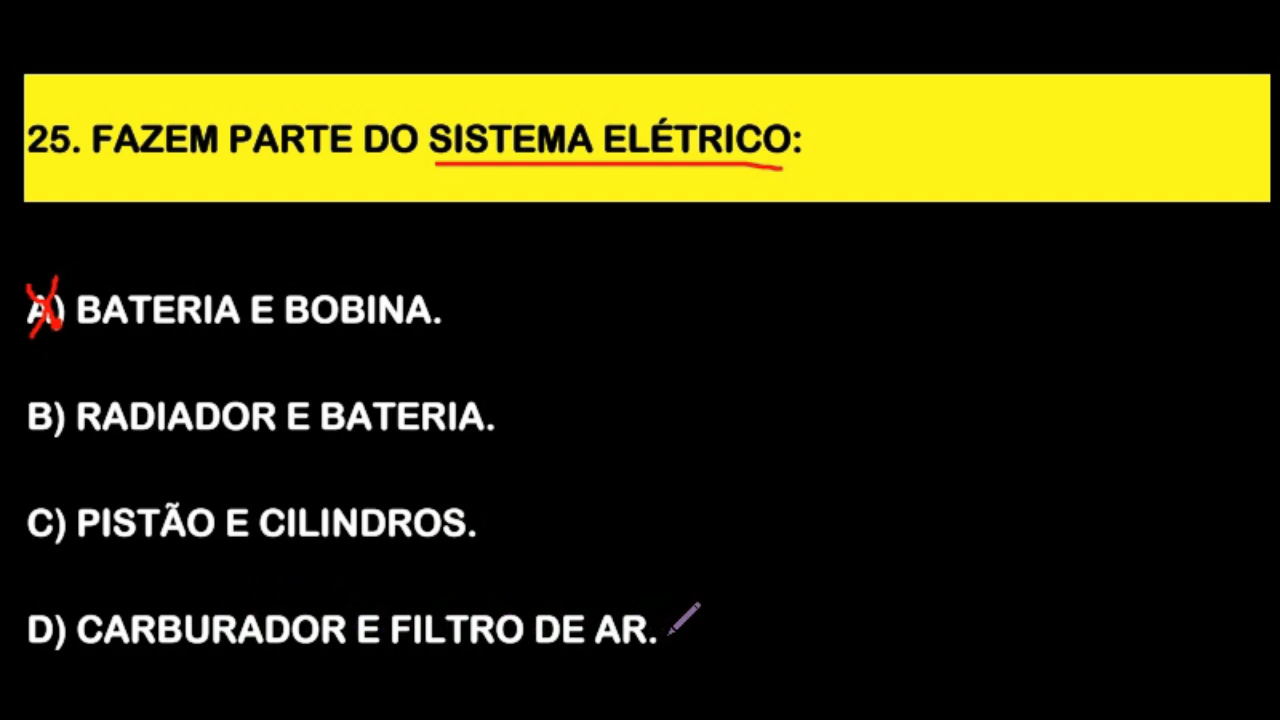 25. FAZEM PARTE DO SISTEMA ELÉTRICO:
A) BATERIA E BOBINA.
B) RADIADOR E BATERIA.
C) PISTÃO E CILINDROS.
D) CARBURADOR E FILTRO DE AR.